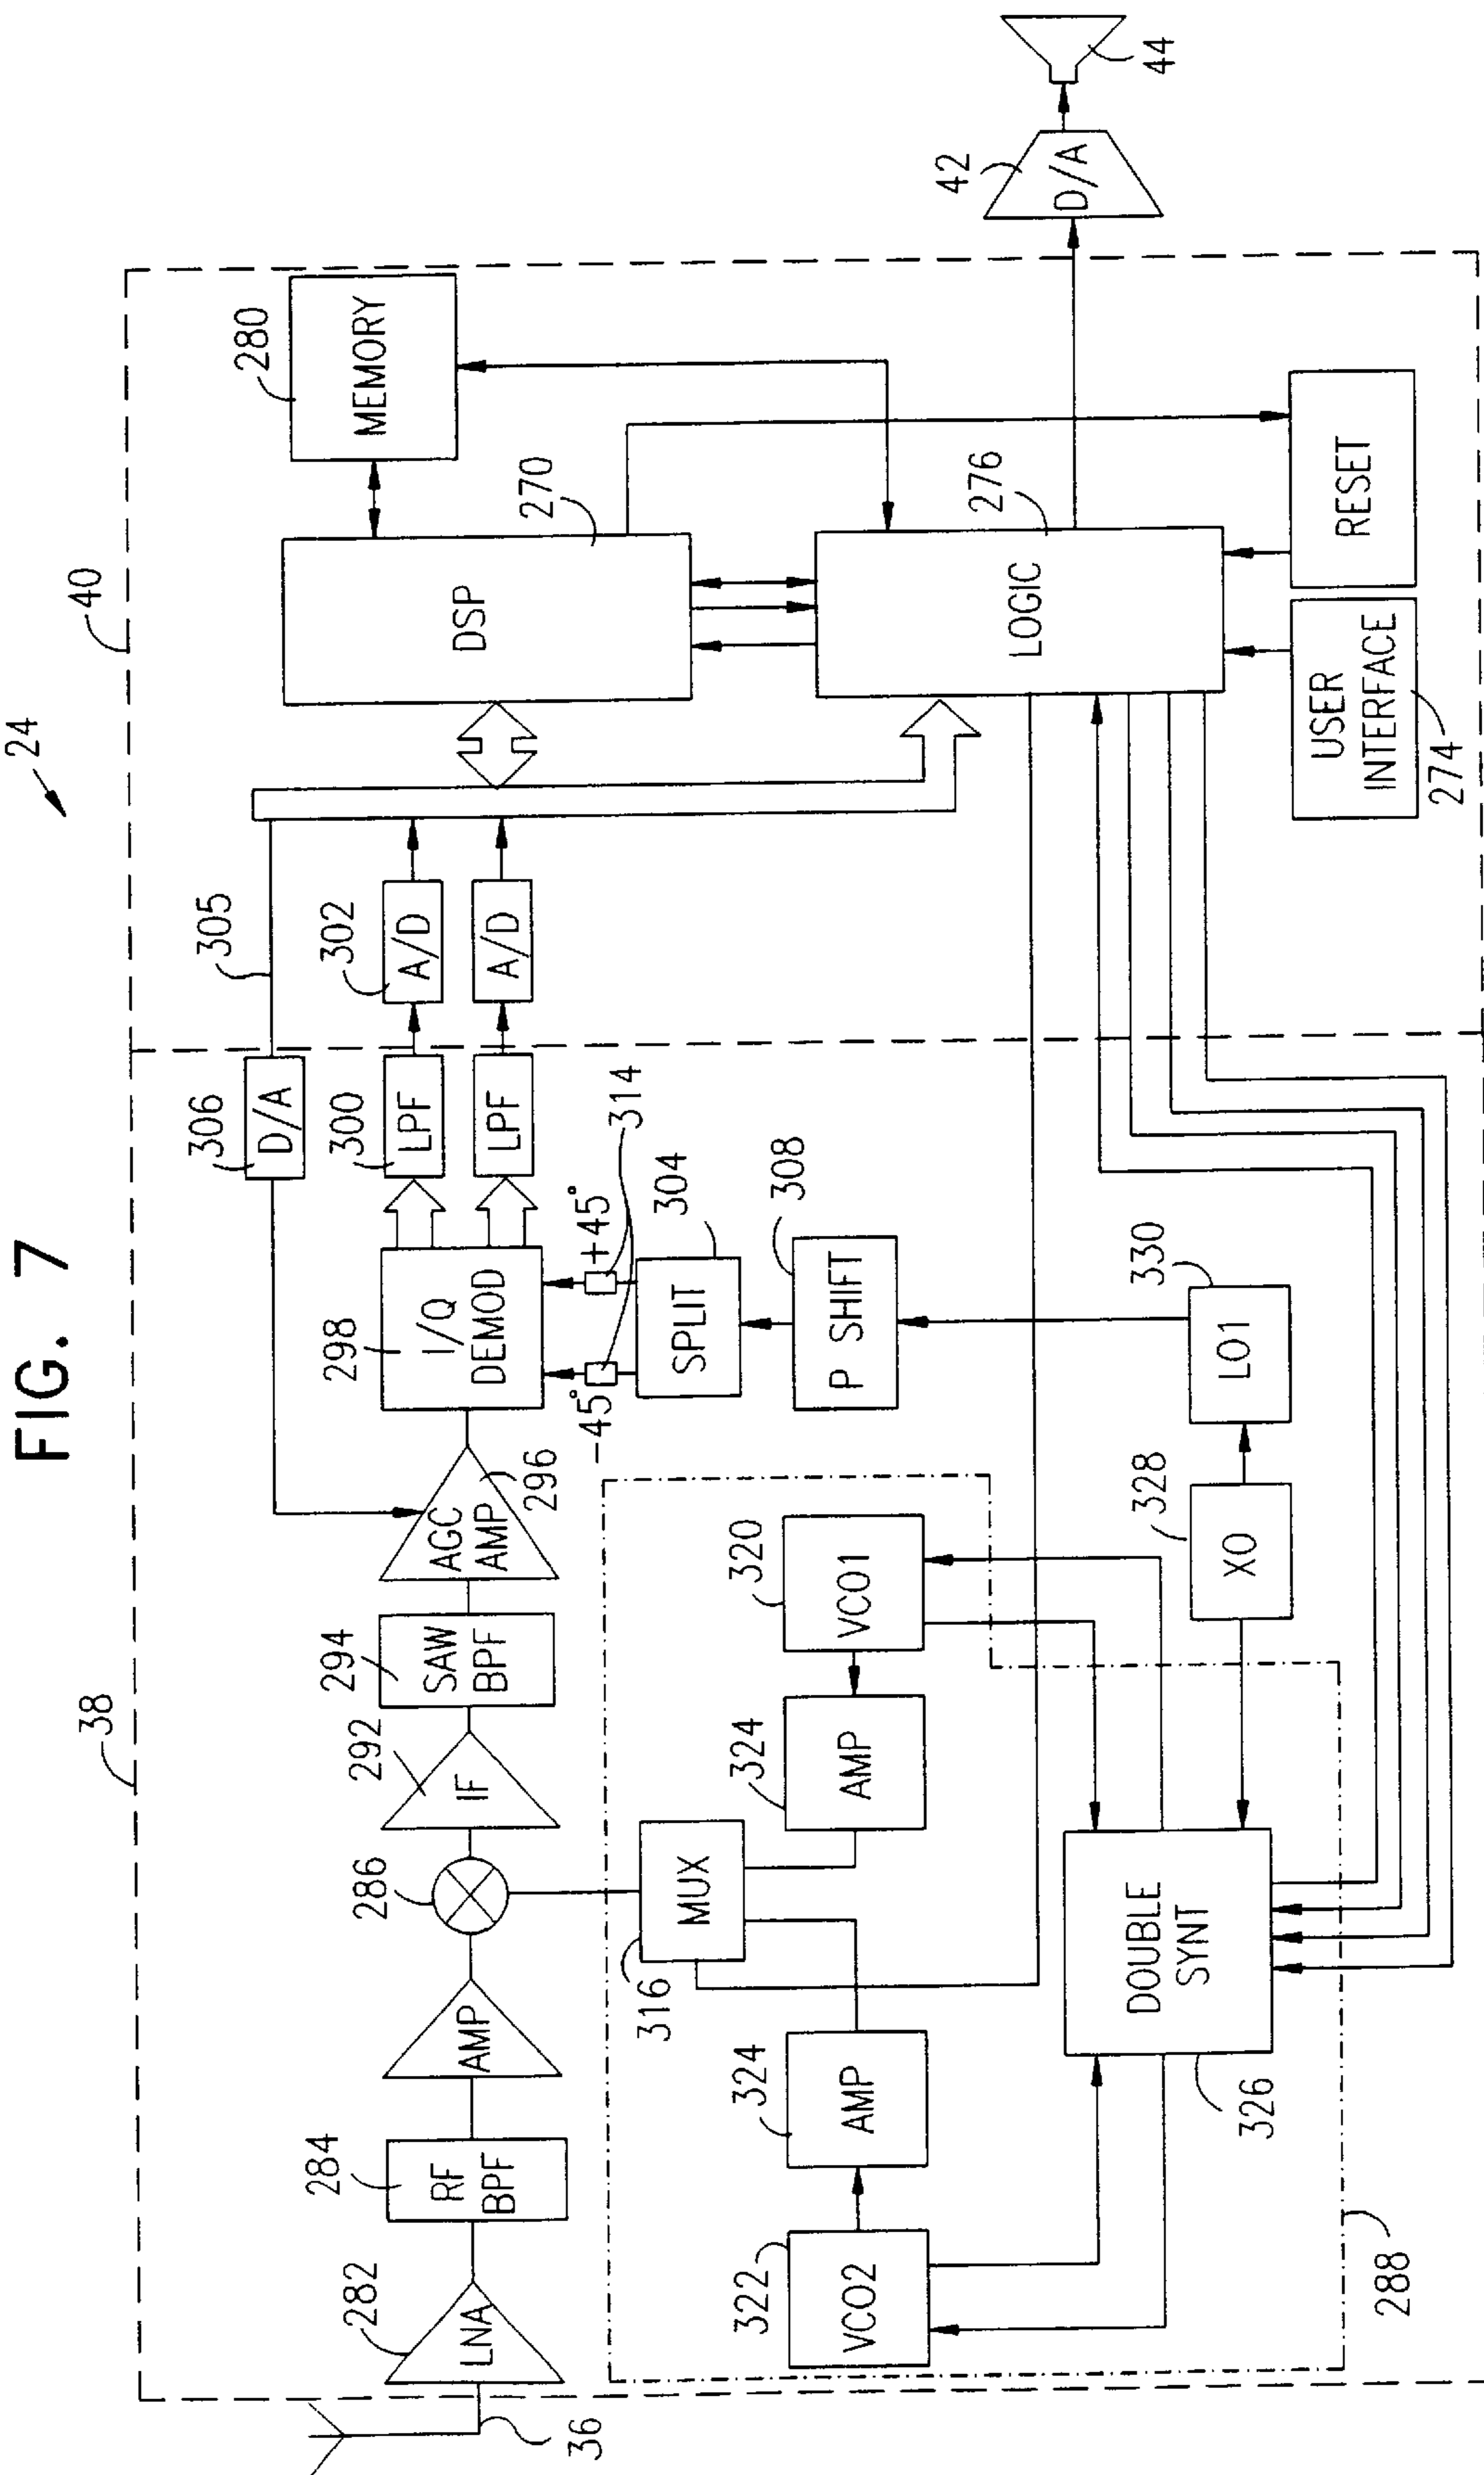 FIG. 7
24
38
40
36
282
LNA
284
RF
BPF
AMP
286
292
IF
294
SAW
BPF
AGC
AMP
296
298
I/Q
DEMOD
306
D/A
305
300
LPF
LPF
302
A/D
A/D
280
MEMORY
270
DSP
276
LOGIC
42
D/A
44
RESET
USER
INTERFACE
274
-45°
+45°
314
SPLIT
304
P SHIFT
308
LO1
330
XO
328
316
MUX
320
VCO1
324
AMP
324
AMP
322
VCO2
DOUBLE
SYNT
326
288